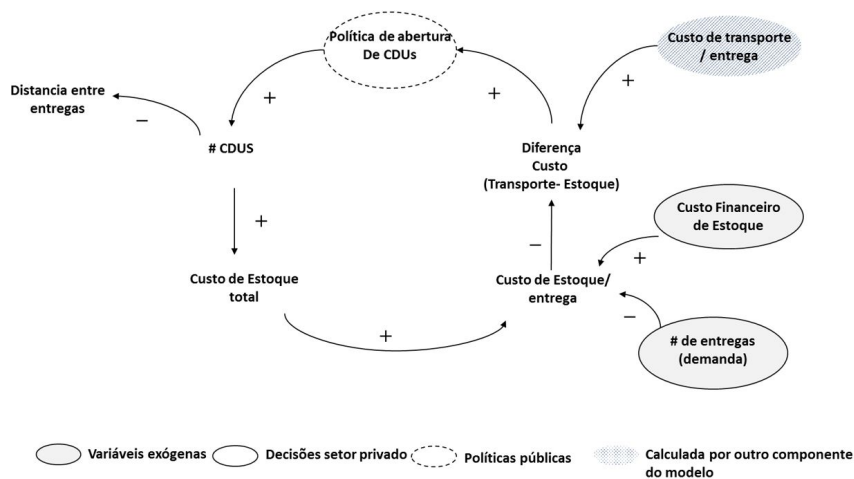 Política de abertura
De CDUs
Custo de transporte
/ entrega
+
+
+
Distancia entre
entregas
–
# CDUS
Diferença
Custo
(Transporte- Estoque)
Custo Financeiro
de Estoque
+
–
+
Custo de Estoque
total
Custo de Estoque/
entrega
–
# de entregas
(demanda)
+
Variáveis exógenas
Decisões setor privado
Políticas públicas
Calculada por outro componente
do modelo